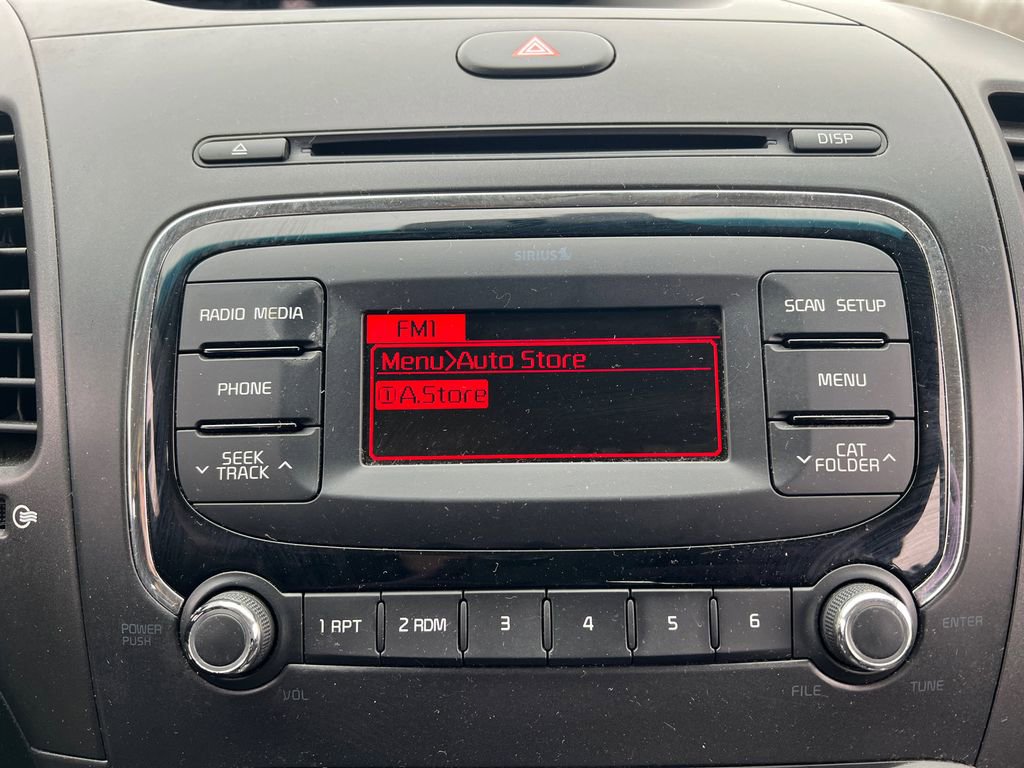 DISP
SIRIUS
RADIO MEDIA
SCAN SETUP
FM1
Menu>Auto Store
1 A.Store
PHONE
MENU
SEEK
TRACK
CAT
FOLDER
1 RPT
2 RDM
3
4
5
6
POWER
PUSH
VOL
ENTER
FILE
TUNE